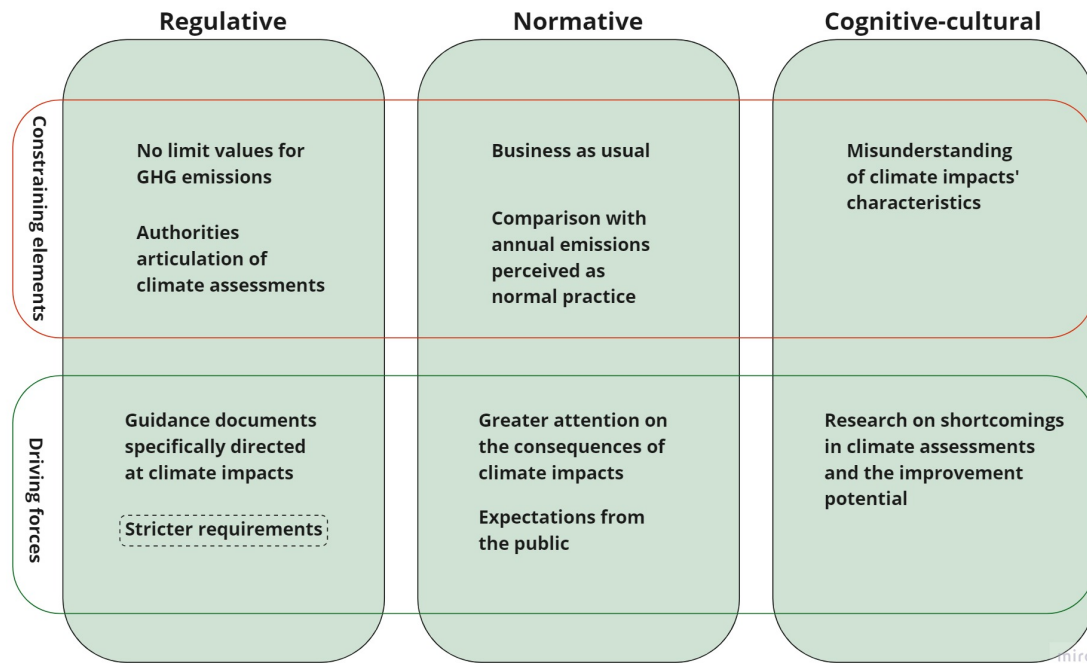 Regulative
Normative
Cognitive-cultural
Constraining elements
No limit values for
GHG emissions
Authorities
articulation of
climate assessments
Business as usual
Comparison with
annual emissions
perceived as
normal practice
Misunderstanding
of climate impacts'
characteristics
Driving forces
Guidance documents
specifically directed
at climate impacts
Stricter requirements
Greater attention on
the consequences of
climate impacts
Expectations from
the public
Research on shortcomings
in climate assessments
and the improvement
potential